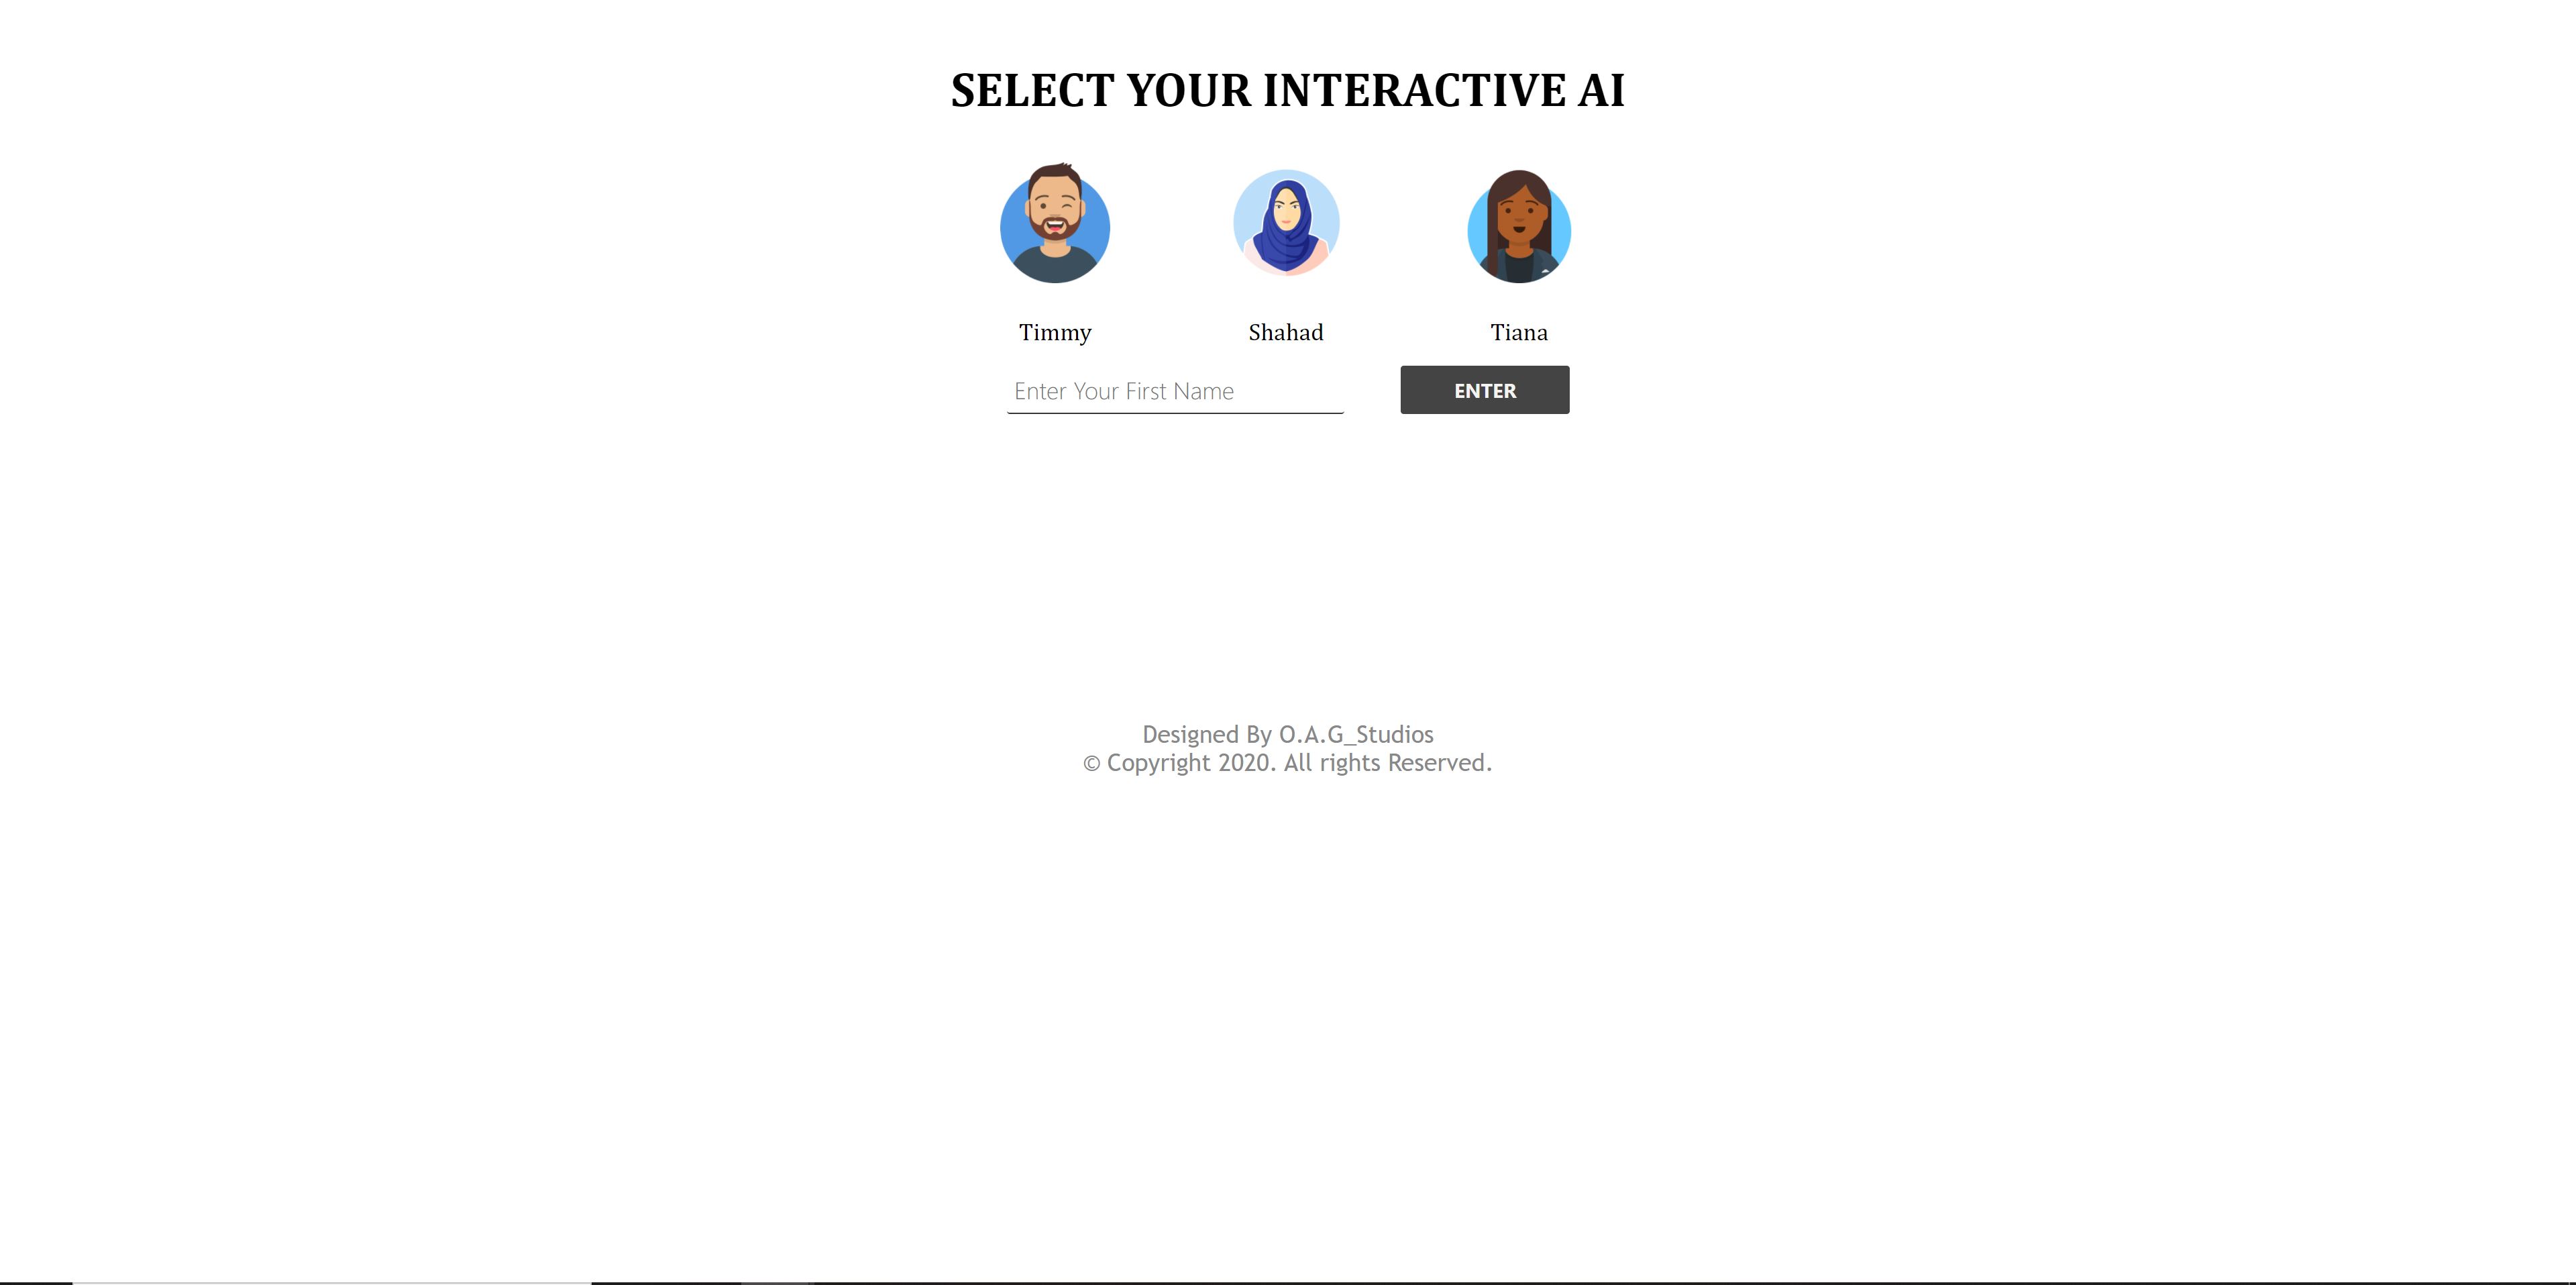 SELECT YOUR INTERACTIVE AI
Timmy Shahad Tiana
Enter Your First Name ENTER
Designed By O.A.G_Studios
© Copyright 2020. All rights Reserved.